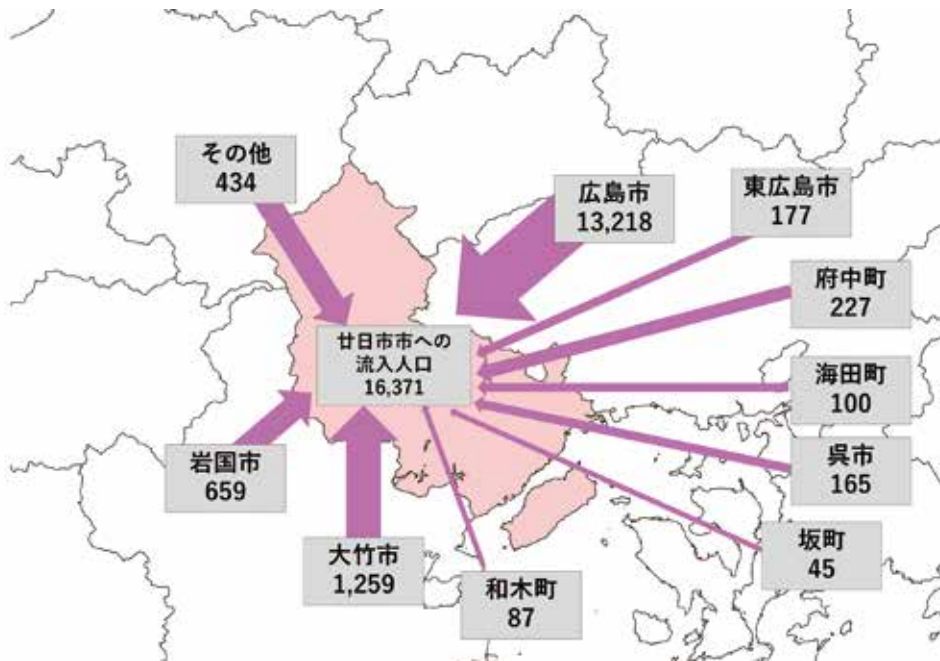 その他
434
広島市
13,218
東広島市
177
府中町
227
廿日市市への
流入人口
16,371
海田町
100
岩国市
659
呉市
165
大竹市
1,259
和木町
87
坂町
45